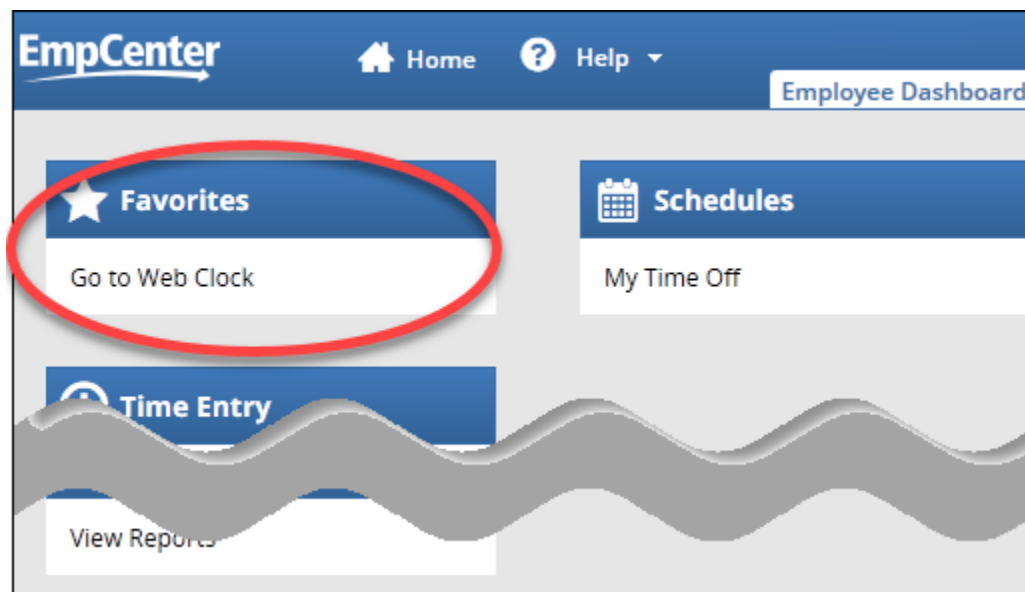 EmpCenter
Home
Help
Employee Dashboard
Favorites
Schedules
Go to Web Clock
My Time Off
Time Entry
View Reports